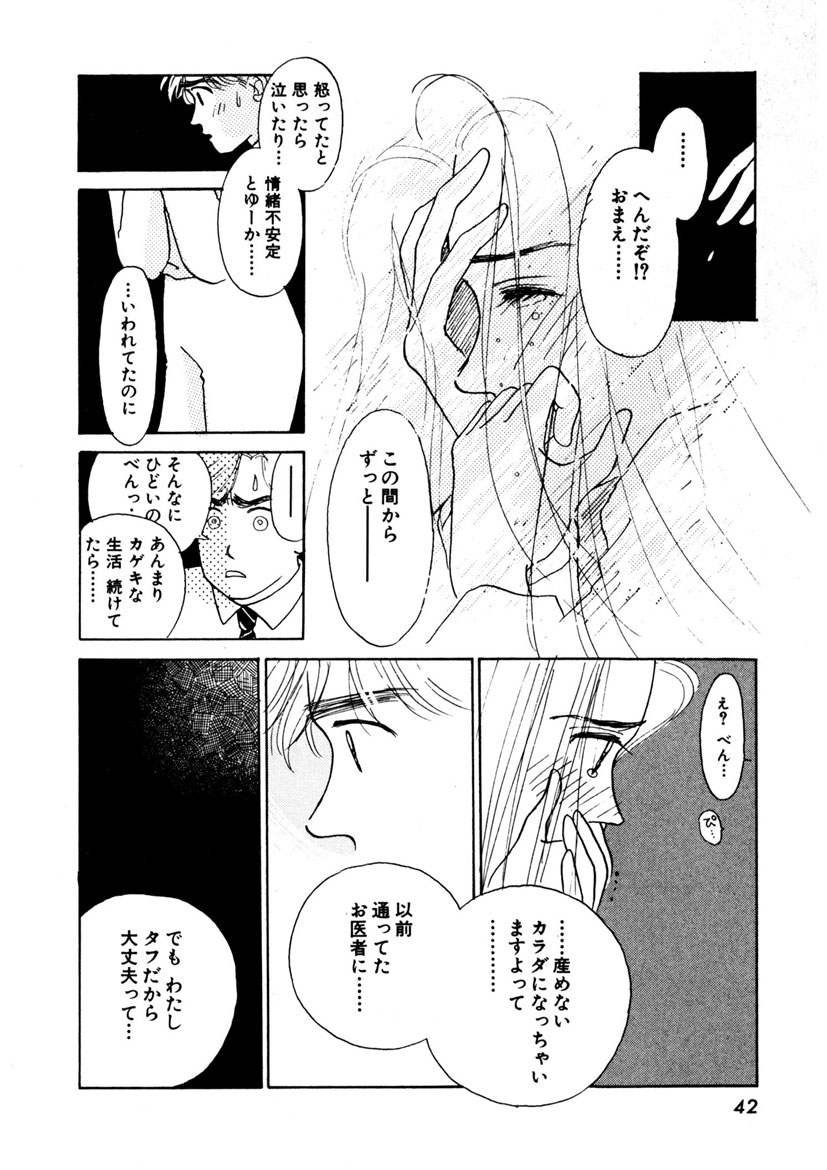 ……
へんだぞ!?
おまえ……
この間から
ずっと———
怒ってたと
思ったら
泣いたり…
情緒不安定
とゆーか……
…いわれてたのに
———
そんなに
ひどいの
べんっ・
あんまり
カゲキな
生活 続けて
たら……
え? べん…
ぴ…
……産めない
カラダになっちゃい
ますよって
…………
以前
通ってた
お医者に……
でも わたし
タフだから
大丈夫って…
42